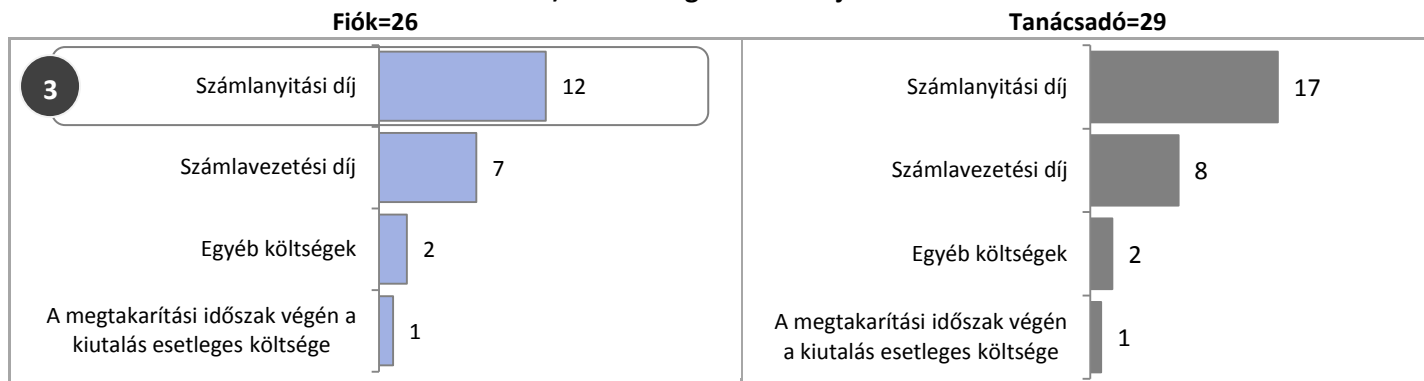 Fiók=26
3
Számlanyitási díj
12
Számlavezetési díj
7
Egyéb költségek
2
A megtakarítási időszak végén a
kiutalás esetleges költsége
1
Tanácsadó=29
Számlanyitási díj
17
Számlavezetési díj
8
Egyéb költségek
2
A megtakarítási időszak végén
a kiutalás esetleges költsége
1